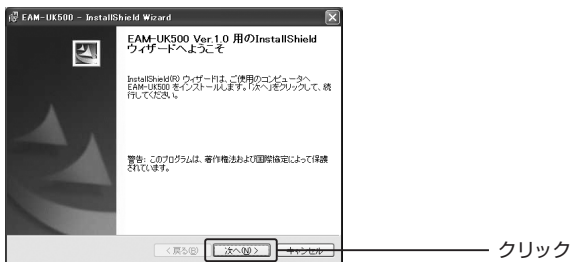 EAM-UK500 - InstallShield Wizard
EAM-UK500 Ver.1.0 用のInstallShield
ウィザードへようこそ
InstallShield(R) ウィザードは、ご使用のコンピュータへ
EAM-UK500 をインストールします。「次へ」をクリックして、続
行してください。
警告: このプログラムは、著作権法および国際協定によって保護
されています。
< 戻る(B) 次へ(N) > キャンセル
クリック